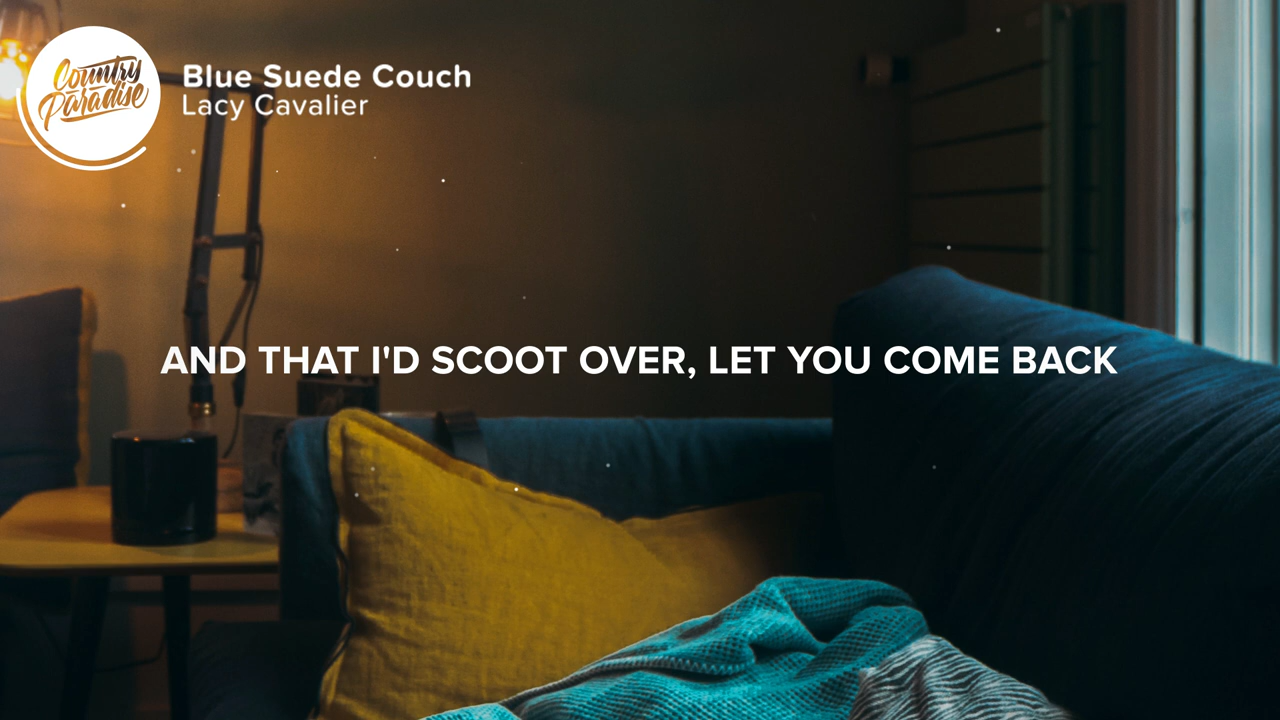 Country
Paradise
Blue Suede Couch
Lacy Cavalier
AND THAT I'D SCOOT OVER, LET YOU COME BACK